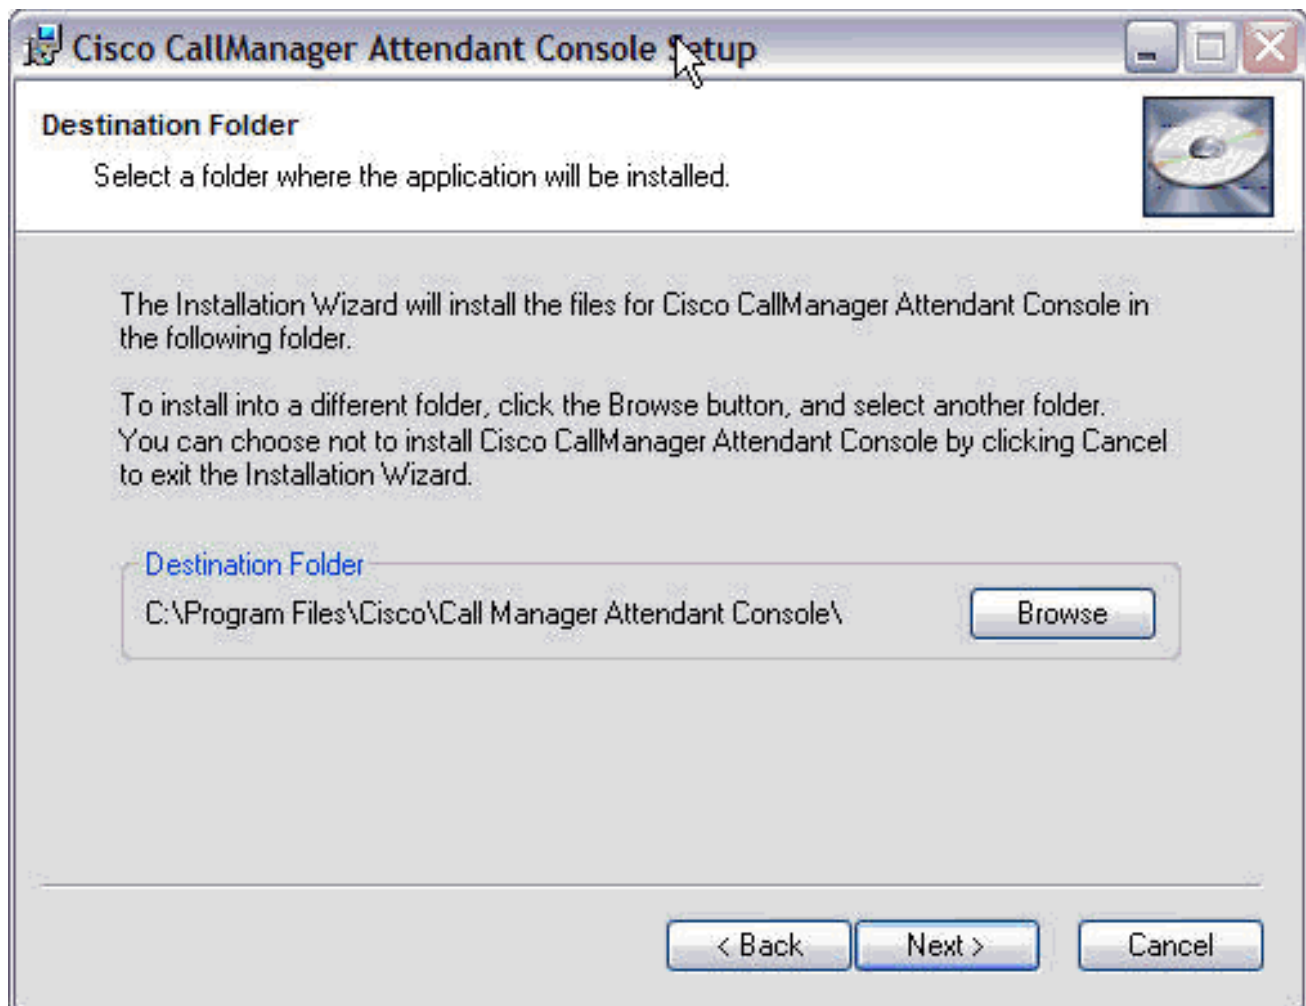 Cisco CallManager Attendant Console Setup
Destination Folder
Select a folder where the application will be installed.
The Installation Wizard will install the files for Cisco CallManager Attendant Console in
the following folder.
To install into a different folder, click the Browse button, and select another folder.
You can choose not to install Cisco CallManager Attendant Console by clicking Cancel
to exit the Installation Wizard.
Destination Folder
C:\Program Files\Cisco\Call Manager Attendant Console\
Browse
< Back
Next >
Cancel